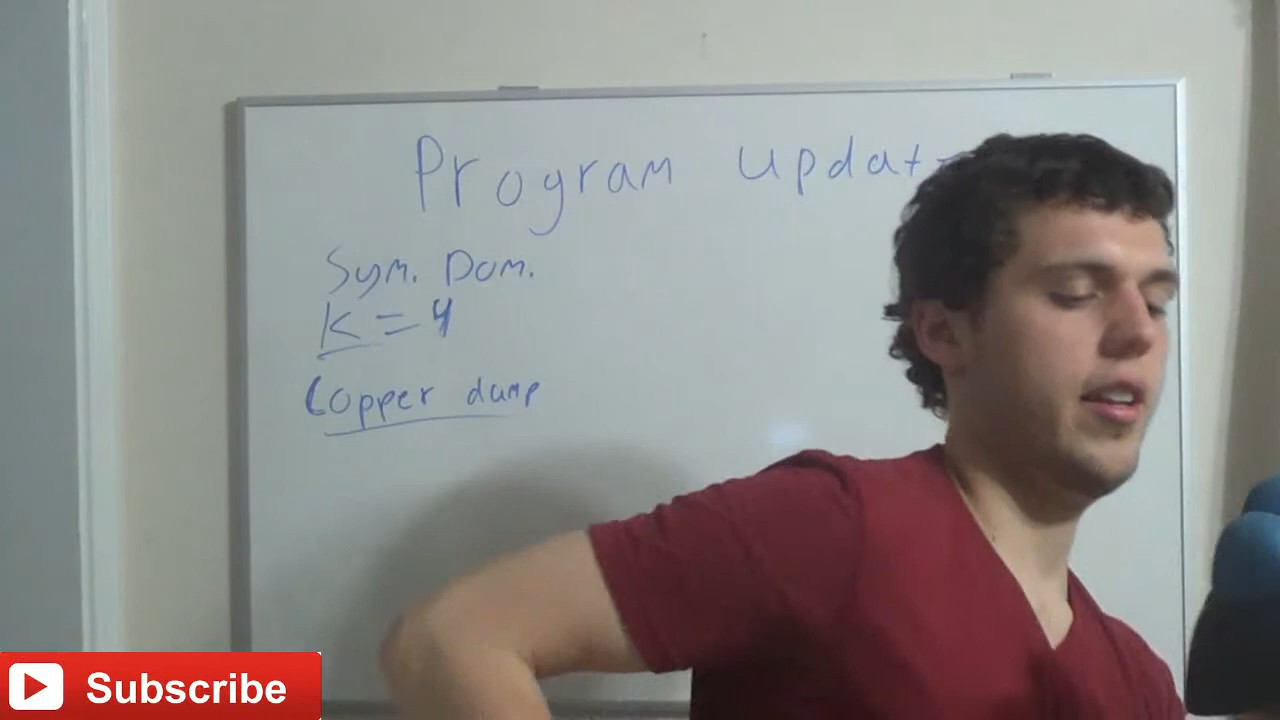 Program updat
Sym. Dom.
K = 4
Copper dump
Subscribe